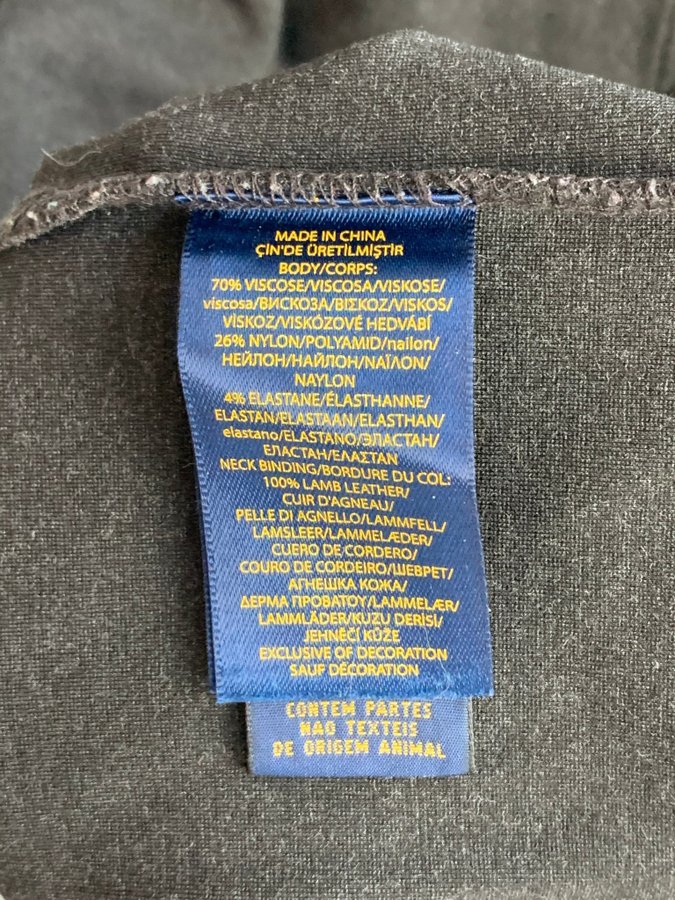 MADE IN CHINA
ÇİN'DE ÜRETİLMİŞTİR
BODY/CORPS:
70% VISCOSE/VISCOSA/VISKOSE/
viscosa/ВИСКОЗА/ΒΙΣΚΟΖ/VISKOS/
VİSKOZ/VISKÓZOVÉ HEDVÁBÍ
26% NYLON/POLYAMID/nailon/
НЕЙЛОН/НАЙЛОН/ΝΑΪΛΟΝ/
NAYLON
4% ELASTANE/ÉLASTHANNE/
ELASTAN/ELASTAAN/ELASTHAN/
elastano/ELASTANO/ЭЛАСТАН/
ЕЛАСТАН/ΕΛΑΣΤΑΝ
NECK BINDING/BORDURE DU COL:
100% LAMB LEATHER/
CUIR D'AGNEAU/
PELLE DI AGNELLO/LAMMFELL/
LAMSLEER/LAMMELÆDER/
CUERO DE CORDERO/
COURO DE CORDEIRO/ШЕВРЕТ/
АГНЕШКА КОЖА/
ΔΕΡΜΑ ΠΡΟΒΑΤΟΥ/LAMMELÆR/
LAMMLÄDER/KUZU DERİSİ/
JEHNĚČÍ KŮŽE
EXCLUSIVE OF DECORATION
SAUF DÉCORATION
CONTEM PARTES
NAO TEXTEIS
DE ORIGEM ANIMAL